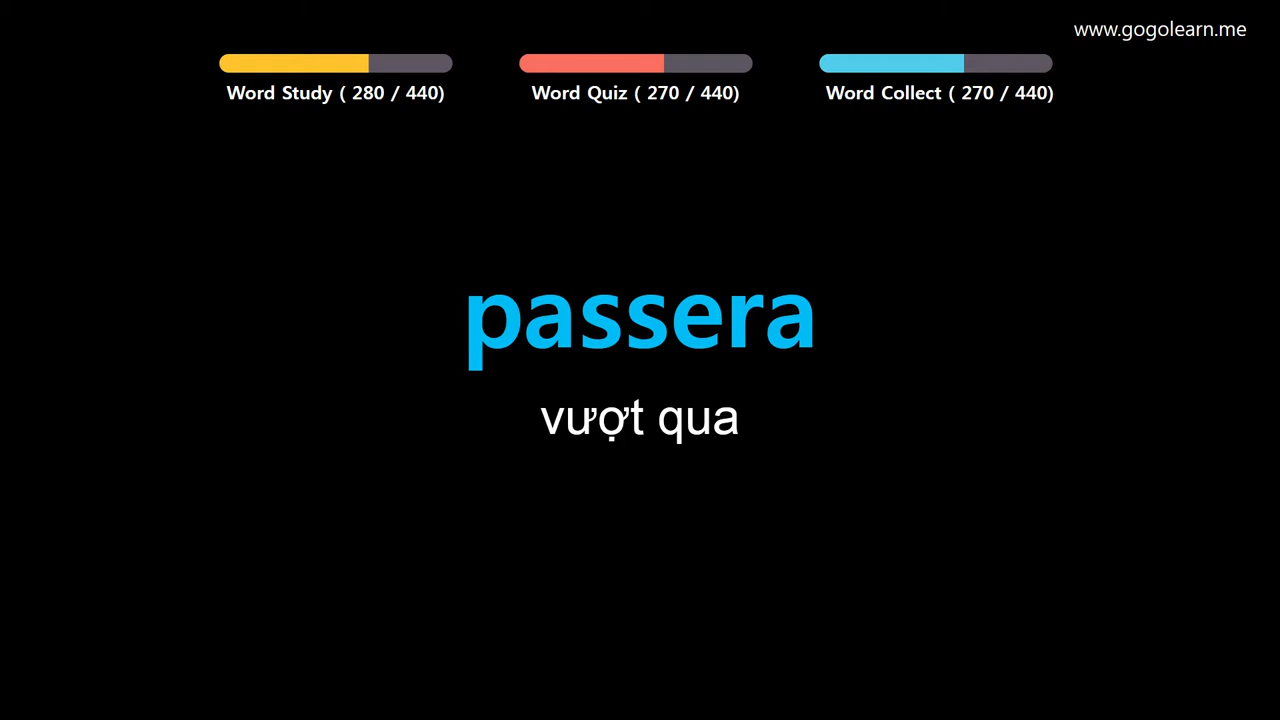 www.gogolearn.me
Word Study ( 280 / 440)
Word Quiz ( 270 / 440)
Word Collect ( 270 / 440)
passera
vượt qua